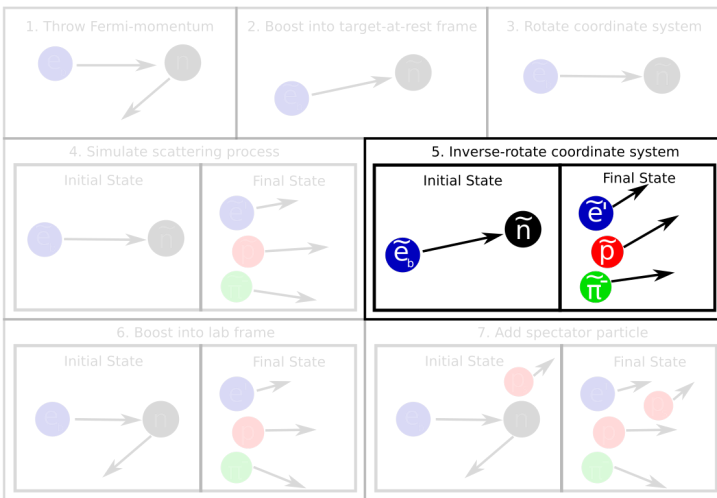 1. Throw Fermi-momentum
2. Boost into target-at-rest frame
3. Rotate coordinate system
e
n
ẽ
ñ
ẽ
ñ
4. Simulate scattering process
5. Inverse-rotate coordinate system
Initial State
Final State
Initial State
Final State
ẽ
ñ
ẽ'
p̃
ẽ_b
ñ
ẽ'
p̃
π̃⁻
6. Boost into lab frame
7. Add spectator particle
Initial State
Final State
Initial State
Final State
e
n
e'
p
e
n
e'
p